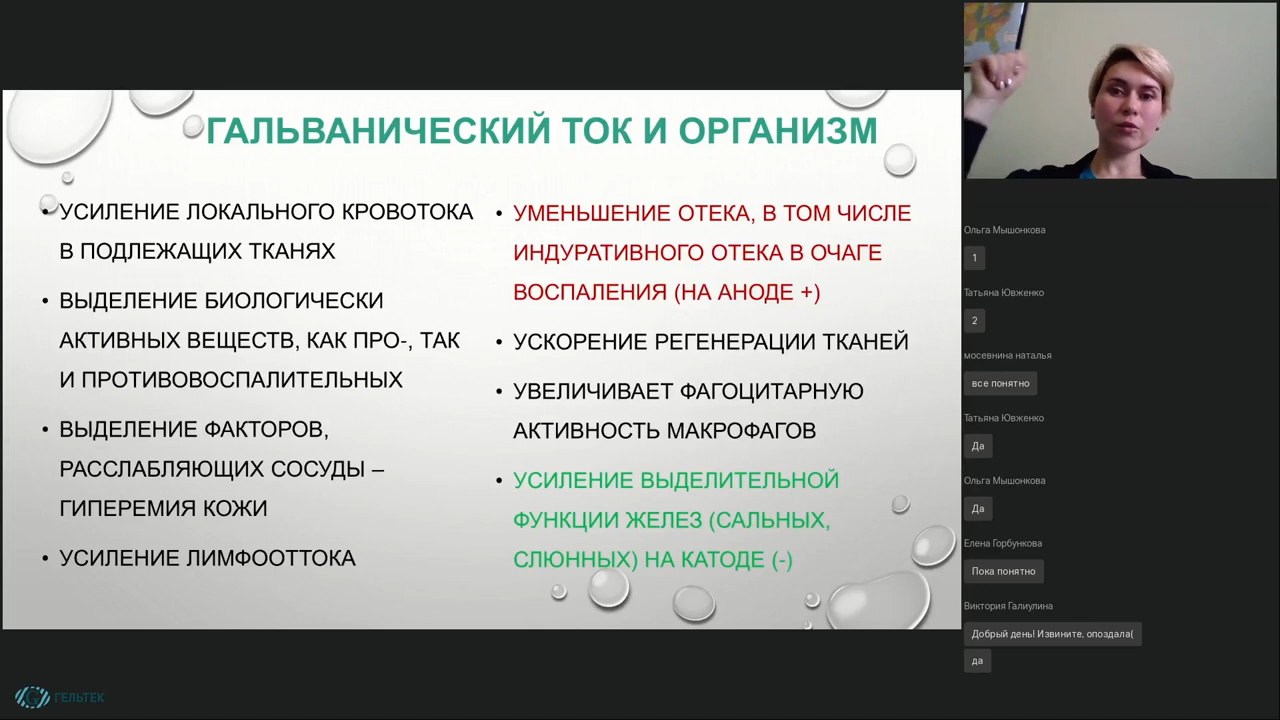 ГАЛЬВАНИЧЕСКИЙ ТОК И ОРГАНИЗМ
• УСИЛЕНИЕ ЛОКАЛЬНОГО КРОВОТОКА
В ПОДЛЕЖАЩИХ ТКАНЯХ
• ВЫДЕЛЕНИЕ БИОЛОГИЧЕСКИ
АКТИВНЫХ ВЕЩЕСТВ, КАК ПРО-, ТАК
И ПРОТИВОВОСПАЛИТЕЛЬНЫХ
• ВЫДЕЛЕНИЕ ФАКТОРОВ,
РАССЛАБЛЯЮЩИХ СОСУДЫ –
ГИПЕРЕМИЯ КОЖИ
• УСИЛЕНИЕ ЛИМФООТТОКА
• УМЕНЬШЕНИЕ ОТЕКА, В ТОМ ЧИСЛЕ
ИНДУРАТИВНОГО ОТЕКА В ОЧАГЕ
ВОСПАЛЕНИЯ (НА АНОДЕ +)
• УСКОРЕНИЕ РЕГЕНЕРАЦИИ ТКАНЕЙ
• УВЕЛИЧИВАЕТ ФАГОЦИТАРНУЮ
АКТИВНОСТЬ МАКРОФАГОВ
• УСИЛЕНИЕ ВЫДЕЛИТЕЛЬНОЙ
ФУНКЦИИ ЖЕЛЕЗ (САЛЬНЫХ,
СЛЮННЫХ) НА КАТОДЕ (-)
Ольга Мышонкова
1
Татьяна Ювженко
2
мосевнина наталья
все понятно
Татьяна Ювженко
Да
Ольга Мышонкова
Да
Елена Горбункова
Пока понятно
Виктория Галиулина
Добрый день! Извините, опоздала(
да
ГЕЛЬТЕК